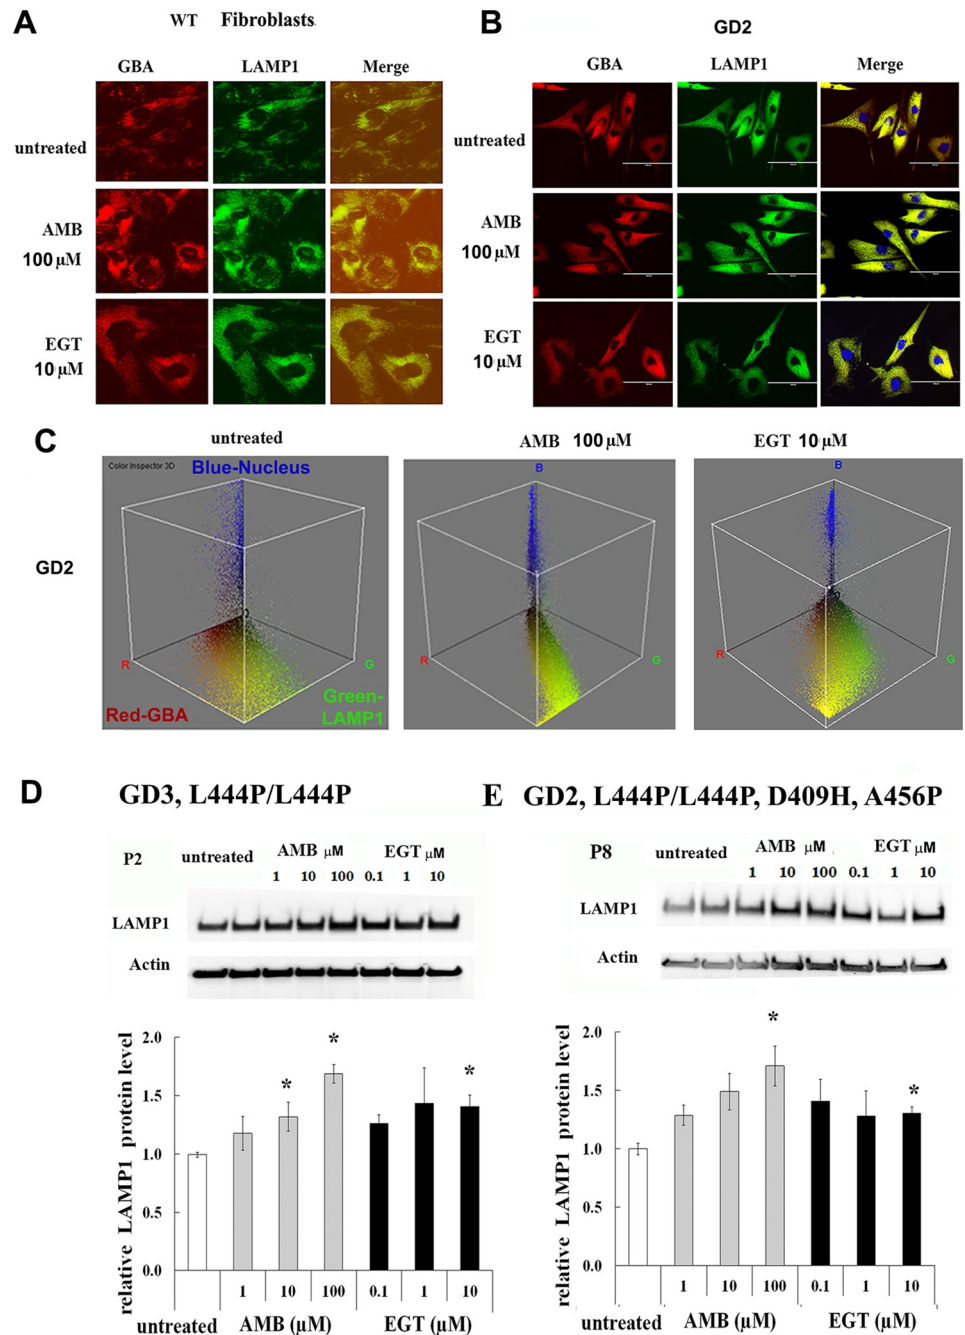 A
WT Fibroblasts
GBA LAMP1 Merge
untreated
AMB
100 µM
EGT
10 µM
B
GD2
GBA LAMP1 Merge
untreated
AMB
100 µM
EGT
10 µM
C
untreated AMB 100 µM EGT 10 µM
Color Inspector 3D
Blue-Nucleus
B
B
GD2
R
G
R
G
R
G
Red-GBA
Green-
LAMP1
D
GD3, L444P/L444P
P2 untreated AMB µM EGT µM
1 10 100 0.1 1 10
LAMP1
Actin
relative LAMP1 protein level
2.0
1.5
1.0
0.5
0.0
* * *
1 10 100 0.1 1 10
untreated AMB (µM) EGT (µM)
E GD2, L444P/L444P, D409H, A456P
P8 untreated AMB µM EGT µM
1 10 100 0.1 1 10
LAMP1
Actin
relative LAMP1 protein level
2.0
1.5
1.0
0.5
0.0
* *
1 10 100 0.1 1 10
untreated AMB (µM) EGT (µM)